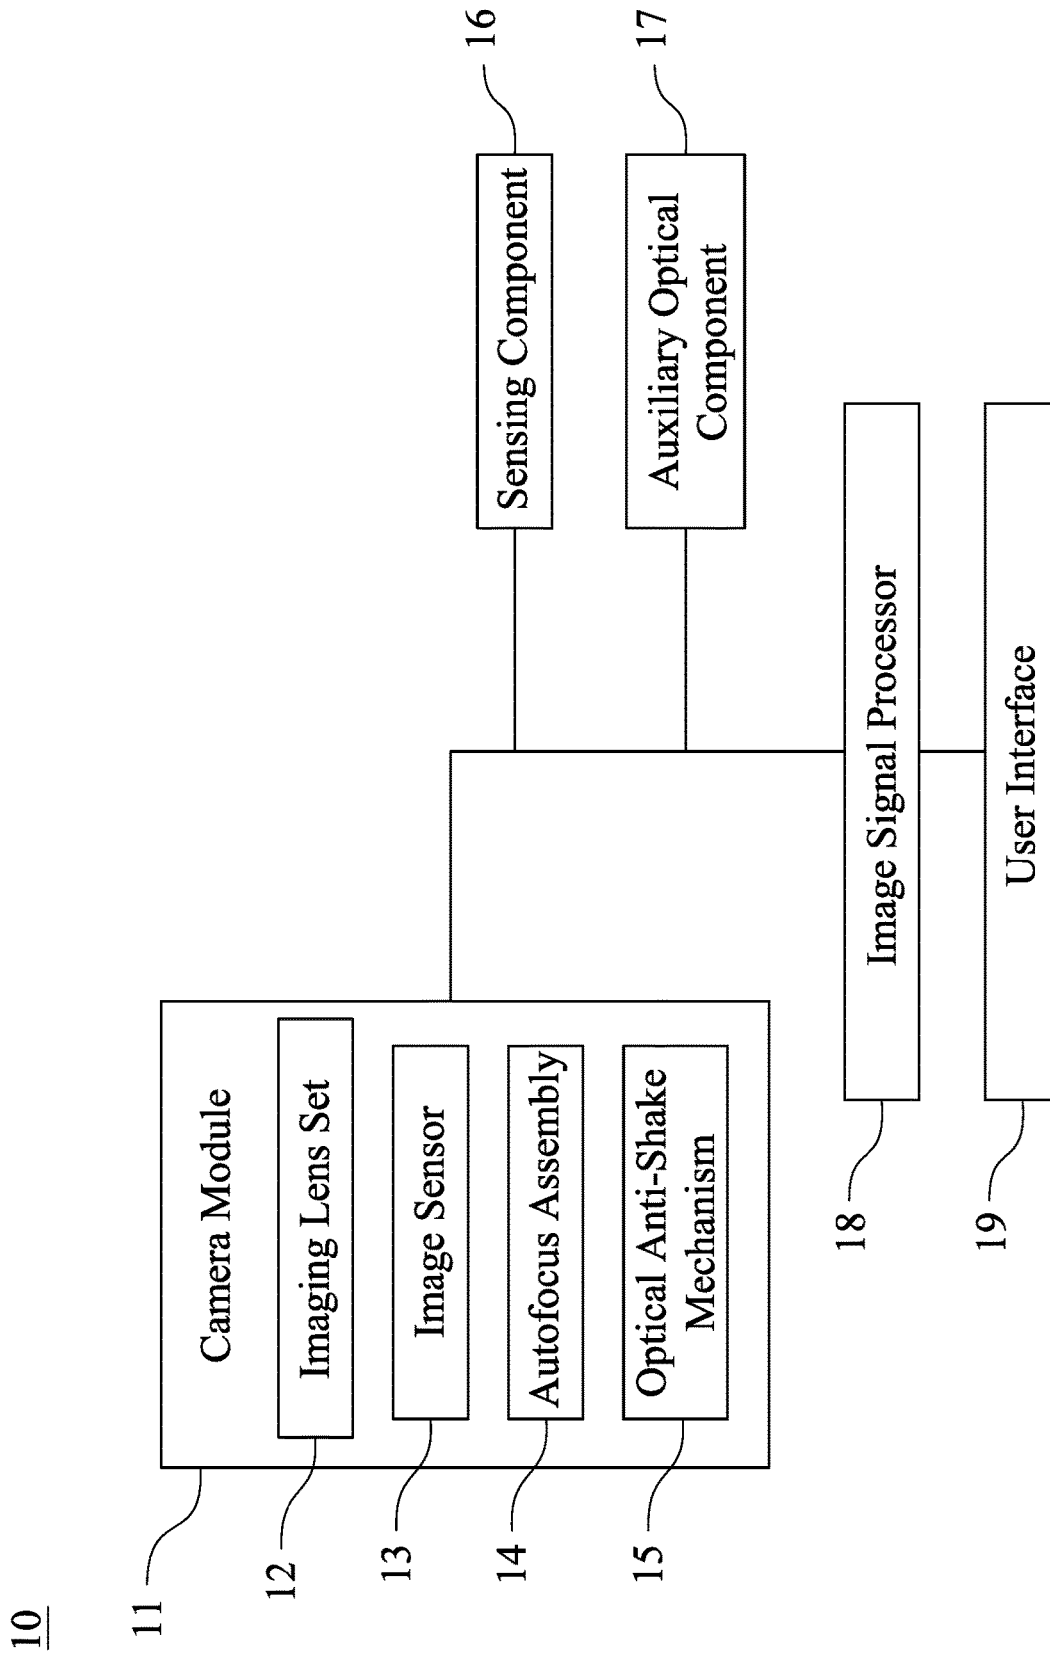 10
11
Camera Module
12
Imaging Lens Set
13
Image Sensor
14
Autofocus Assembly
15
Optical Anti-Shake
Mechanism
16
Sensing Component
17
Auxiliary Optical
Component
18
Image Signal Processor
19
User Interface